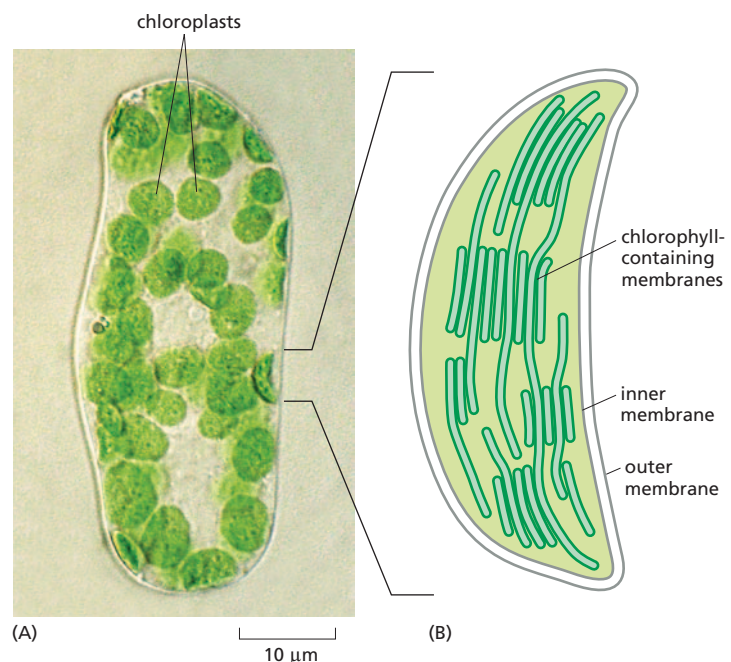 chloroplasts
chlorophyll-
containing
membranes
inner
membrane
outer
membrane
(A)
10 μm
(B)